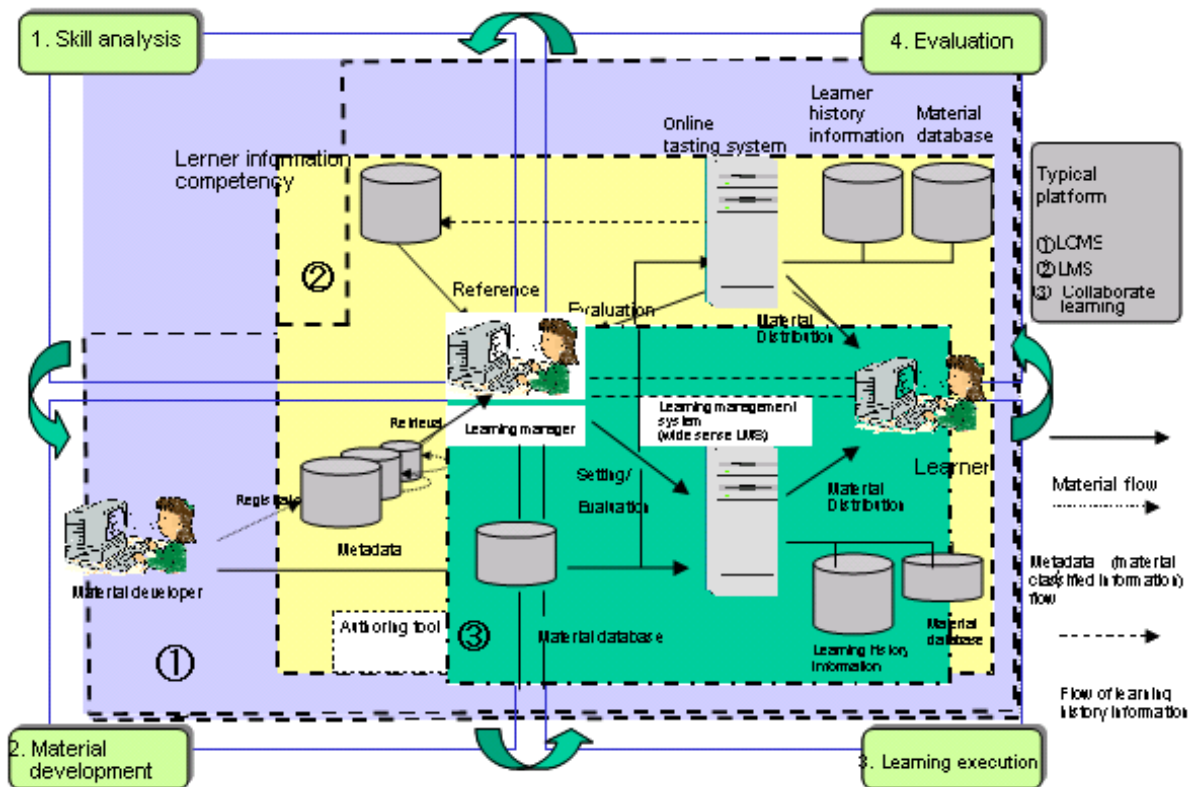 1. Skill analysis
4. Evaluation
Learner
history
information
Material
database
Online
tasting system
Lerner information
competency
Typical
platform
①LCMS
②LMS
③ Collaborate
learning
②
Reference
Evaluation
Material
Distribution
Retrieval
Learning manager
Learning management
system
(wide sense LMS)
Learner
Setting/
Evaluation
Material
Distribution
Material flow
Metadata
Material developer
Metadata (material
classified information)
flow
Authoring tool
③
Material database
Learning history
information
Material
database
①
Flow of learning
history information
2. Material
development
3. Learning execution